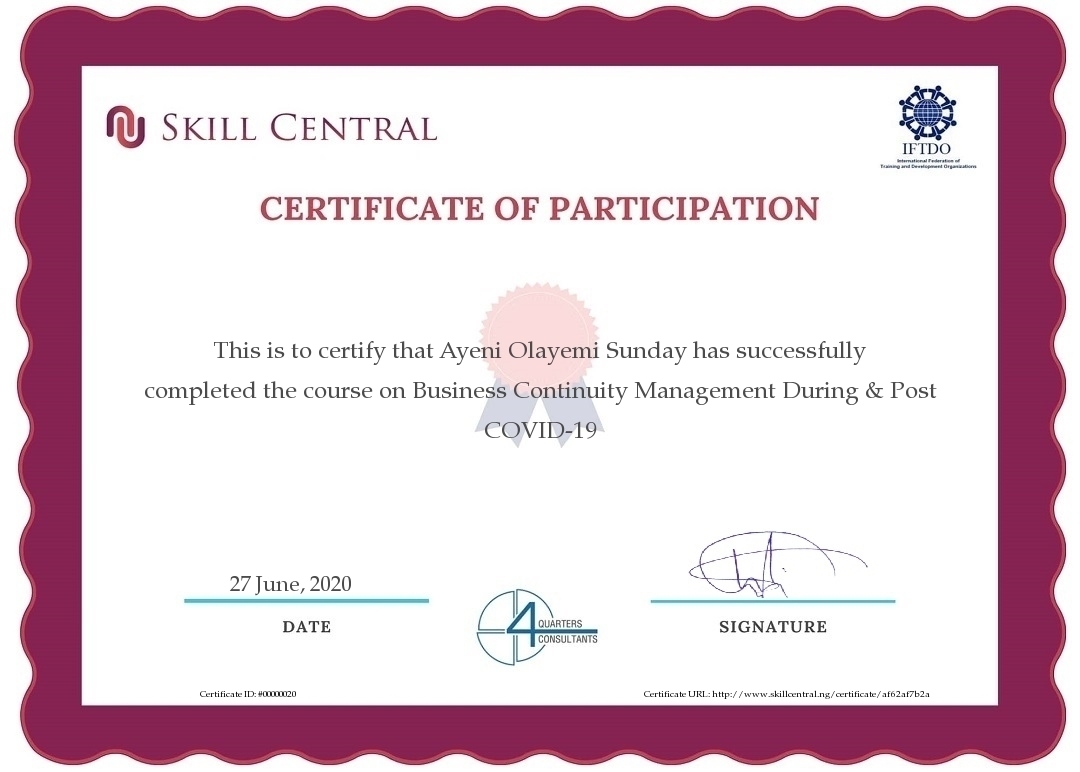 SKILL CENTRAL
IFTDO
International Federation of
Training and Development Organizations
CERTIFICATE OF PARTICIPATION
This is to certify that Ayeni Olayemi Sunday has successfully
completed the course on Business Continuity Management During & Post
COVID-19
27 June, 2020
DATE
4 QUARTERS
CONSULTANTS
SIGNATURE
Certificate ID: #00000020
Certificate URL: http://www.skillcentral.ng/certificate/af62af7b2a